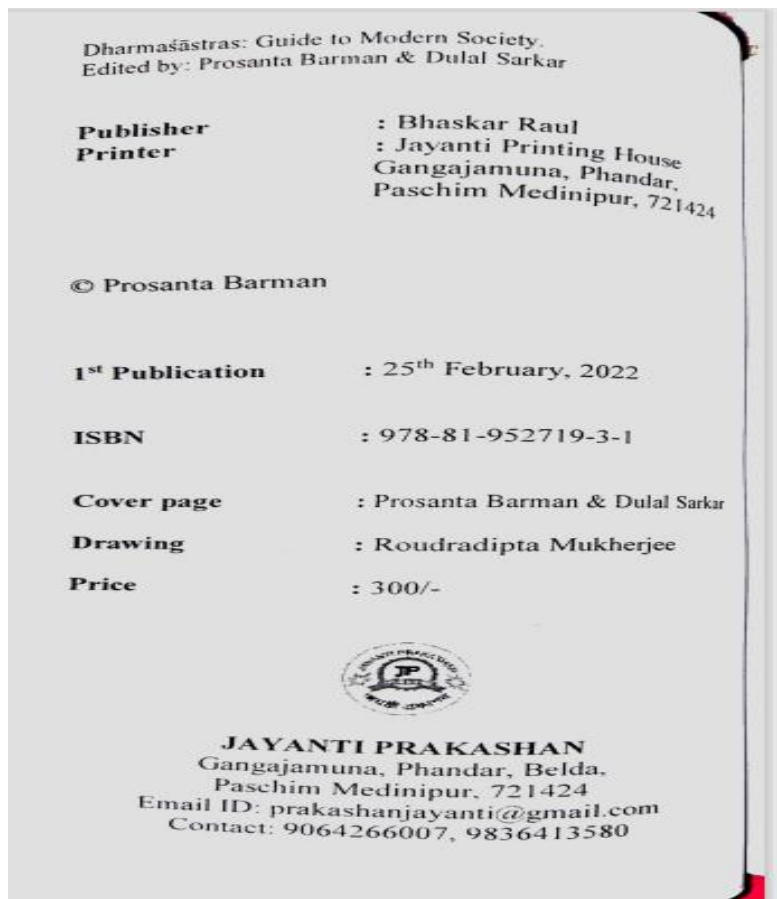 Dharmaśāstras: Guide to Modern Society.
Edited by: Prosanta Barman & Dulal Sarkar
Publisher : Bhaskar Raul
Printer : Jayanti Printing House
Gangajamuna, Phandar,
Paschim Medinipur, 721424
© Prosanta Barman
1st Publication : 25th February, 2022
ISBN : 978-81-952719-3-1
Cover page : Prosanta Barman & Dulal Sarkar
Drawing : Roudradipta Mukherjee
Price : 300/-
JP
JAYANTI PRAKASHAN
Gangajamuna, Phandar, Belda,
Paschim Medinipur, 721424
Email ID: prakashanjayanti@gmail.com
Contact: 9064266007, 9836413580